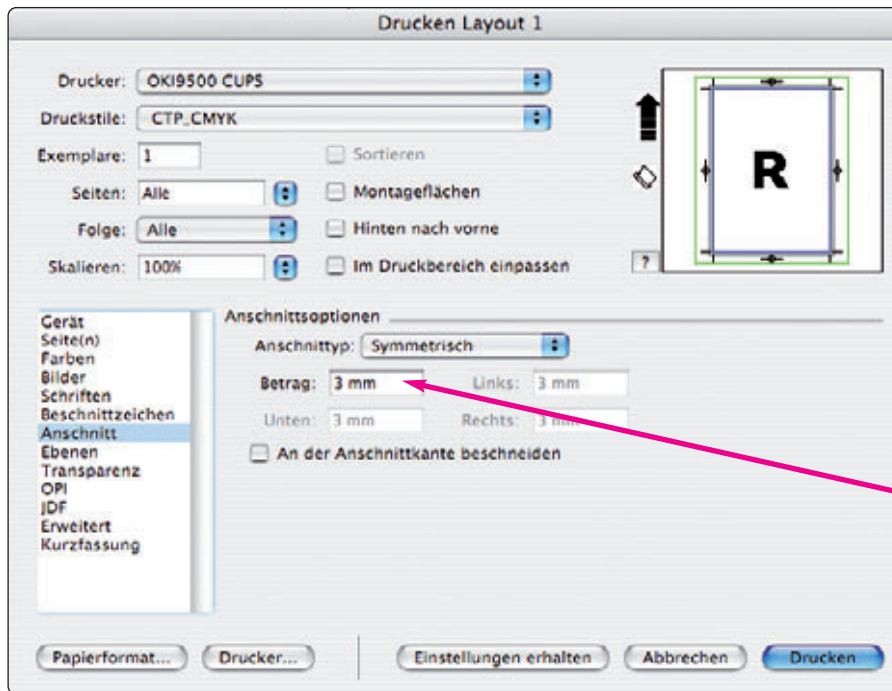 Drucken Layout 1
Drucker: OKI9500 CUPS
Druckstile: CTP_CMYK
Exemplare: 1 Sortieren
Seiten: Alle Montageflächen
Folge: Alle Hinten nach vorne
Skalieren: 100% Im Druckbereich einpassen
R
?
Gerät
Seite(n)
Farben
Bilder
Schriften
Beschnittzeichen
Anschnitt
Ebenen
Transparenz
OPI
JDF
Erweitert
Kurzfassung
Anschnittsoptionen
Anschnittyp: Symmetrisch
Betrag: 3 mm Links: 3 mm
Unten: 3 mm Rechts: 3 mm
An der Anschnittkante beschneiden
Papierformat... Drucker... Einstellungen erhalten Abbrechen Drucken